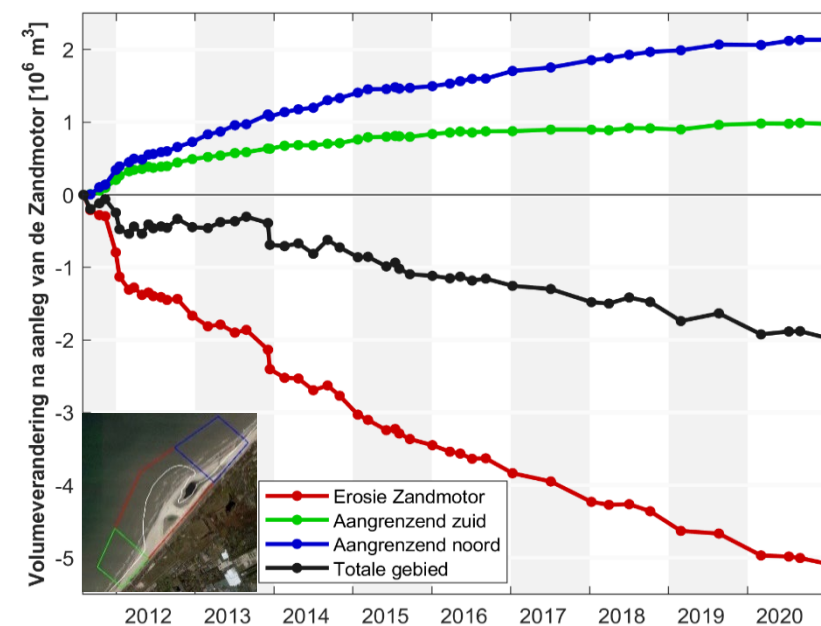 Volumeverandering na aanleg van de Zandmotor [10⁶ m³]
2
1
0
-1
-2
-3
-4
-5
Erosie Zandmotor
Aangrenzend zuid
Aangrenzend noord
Totale gebied
2012 2013 2014 2015 2016 2017 2018 2019 2020